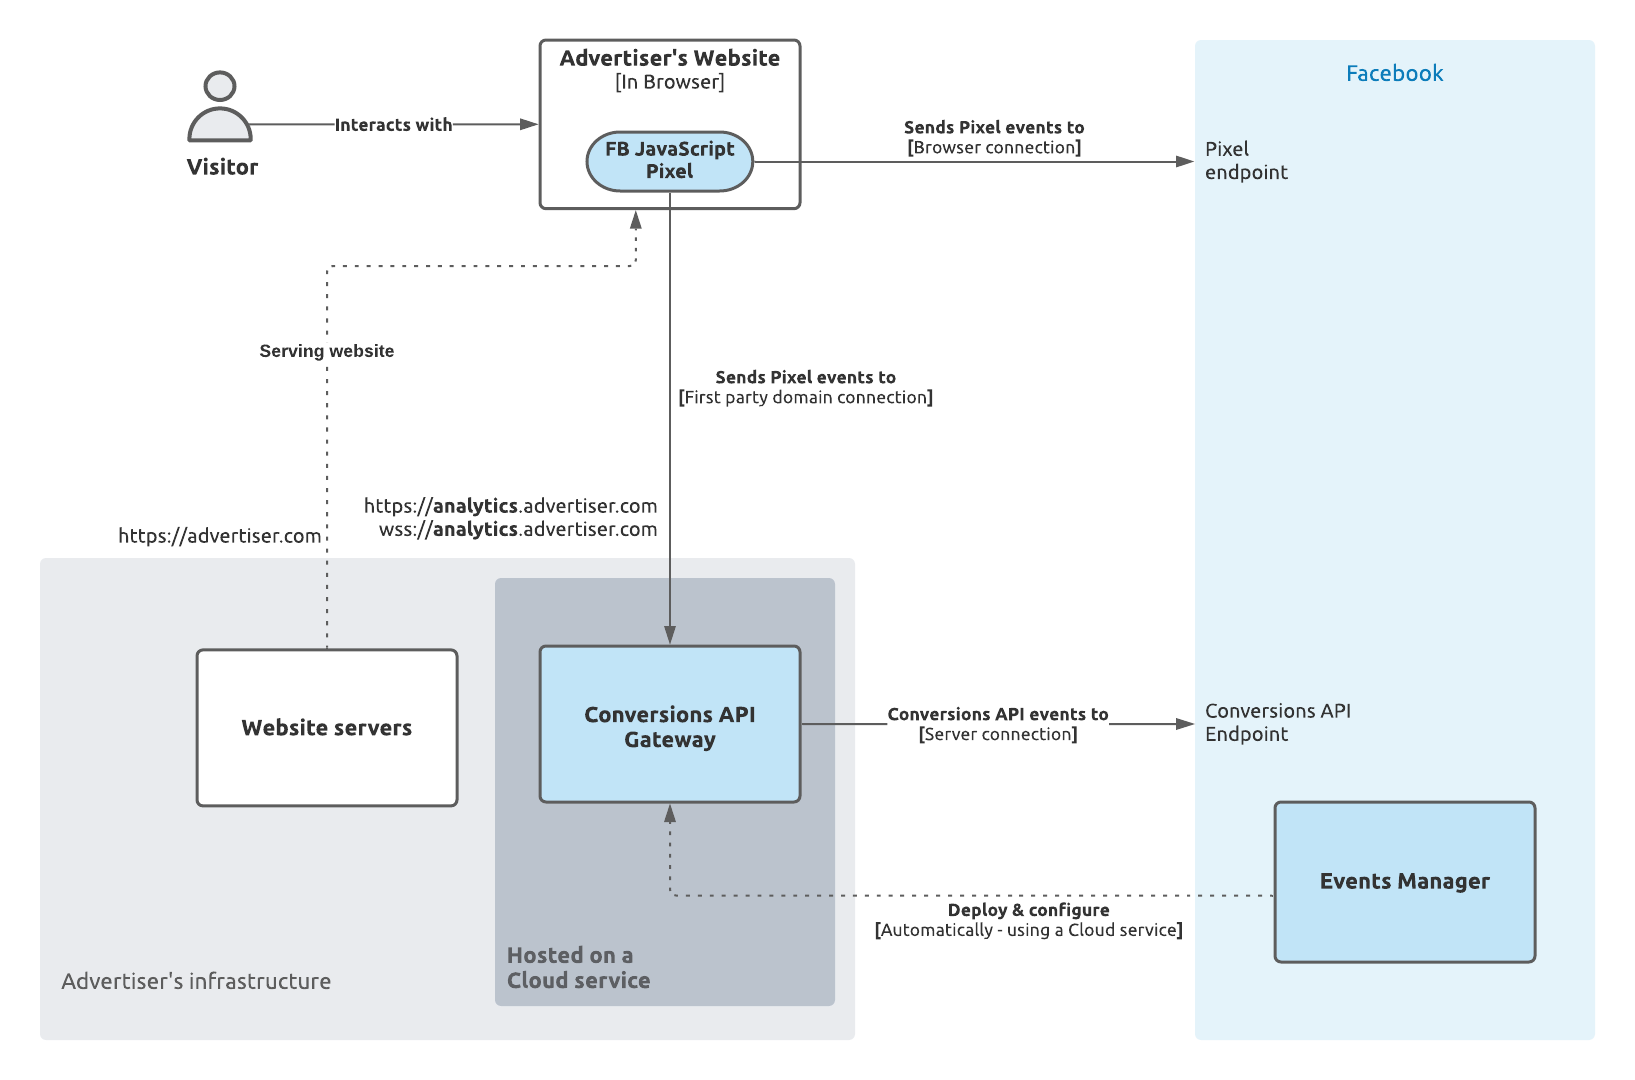 Advertiser's Website
[In Browser]
Facebook
Visitor
Interacts with
FB JavaScript
Pixel
Sends Pixel events to
[Browser connection]
Pixel
endpoint
Serving website
Sends Pixel events to
[First party domain connection]
https://advertiser.com
https://analytics.advertiser.com
wss://analytics.advertiser.com
Website servers
Conversions API
Gateway
Conversions API events to
[Server connection]
Conversions API
Endpoint
Events Manager
Deploy & configure
[Automatically - using a Cloud service]
Hosted on a
Cloud service
Advertiser's infrastructure